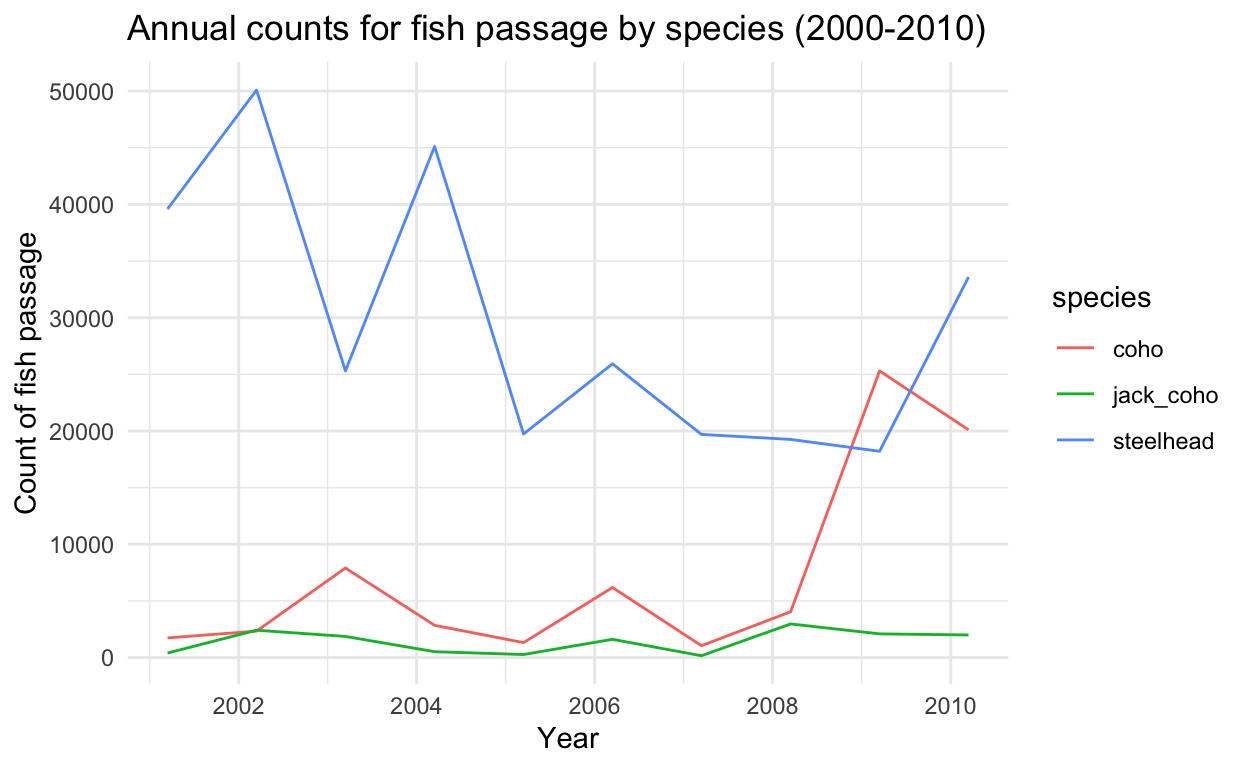 Annual counts for fish passage by species (2000-2010)
Count of fish passage
50000
40000
30000
20000
10000
0
2002 2004 2006 2008 2010
Year
species
coho
jack_coho
steelhead